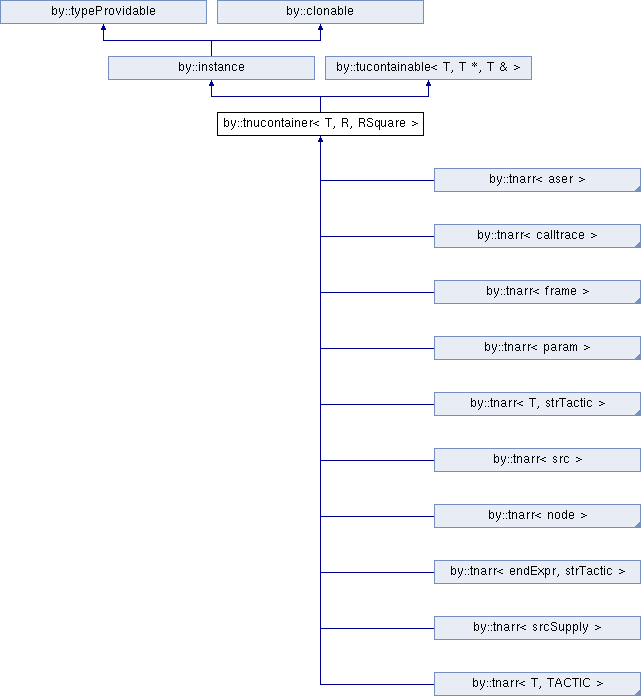 by::typeProvidable
by::clonable
by::instance
by::tucontainable< T, T *, T & >
by::tnucontainer< T, R, RSquare >
by::tnarr< aser >
by::tnarr< calltrace >
by::tnarr< frame >
by::tnarr< param >
by::tnarr< T, strTactic >
by::tnarr< src >
by::tnarr< node >
by::tnarr< endExpr, strTactic >
by::tnarr< srcSupply >
by::tnarr< T, TACTIC >